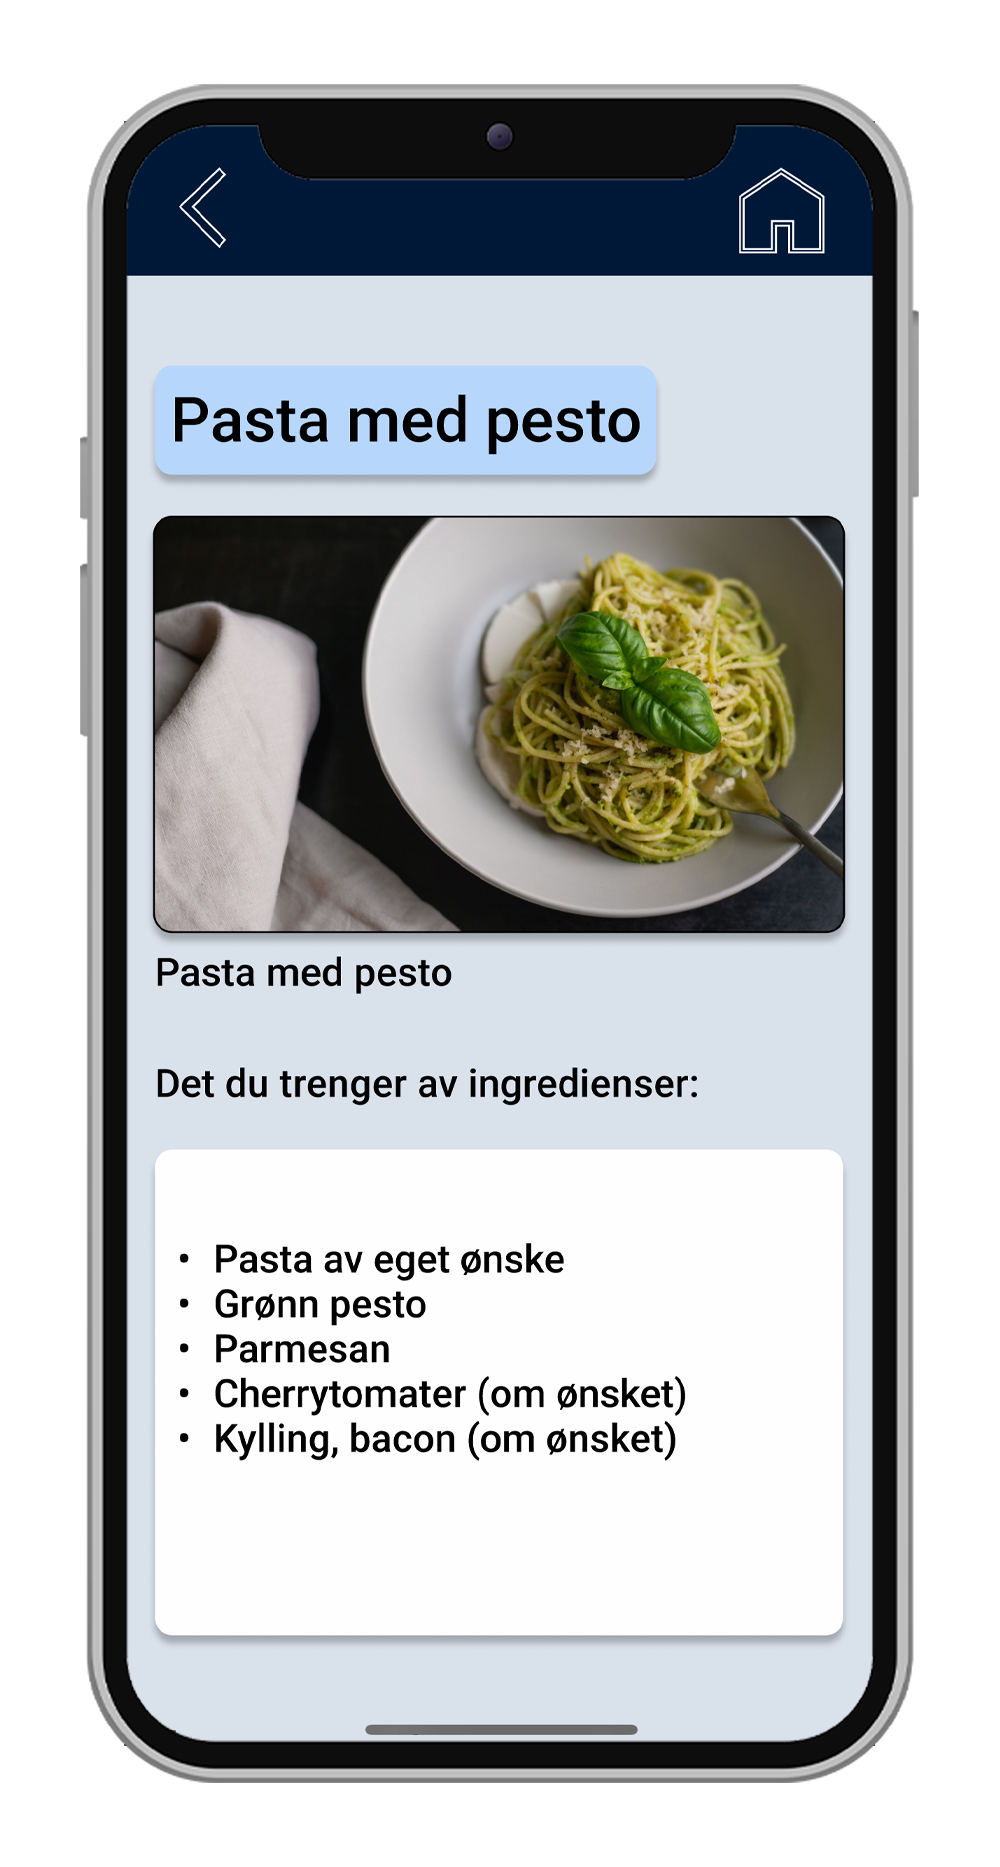 Pasta med pesto
Pasta med pesto
Det du trenger av ingredienser:
• Pasta av eget ønske
• Grønn pesto
• Parmesan
• Cherrytomater (om ønsket)
• Kylling, bacon (om ønsket)